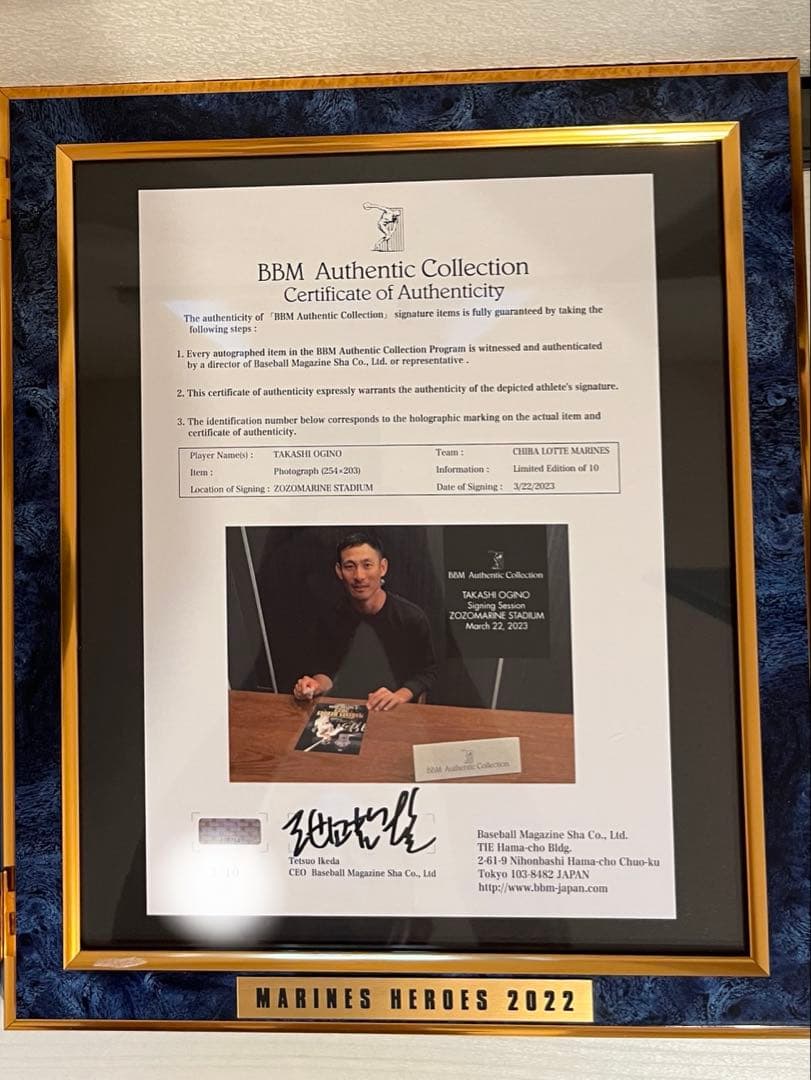 BBM Authentic Collection
Certificate of Authenticity
The authenticity of 「BBM Authentic Collection」 signature items is fully guaranteed by taking the
following steps :
1. Every autographed item in the BBM Authentic Collection Program is witnessed and authenticated
by a director of Baseball Magazine Sha Co., Ltd. or representative .
2. This certificate of authenticity expressly warrants the authenticity of the depicted athlete's signature.
3. The identification number below corresponds to the holographic marking on the actual item and
certificate of authenticity.
Player Name(s) : TAKASHI OGINO Team : CHIBA LOTTE MARINES
Item : Photograph (254×203) Information : Limited Edition of 10
Location of Signing : ZOZOMARINE STADIUM Date of Signing : 3/22/2023
BBM Authentic Collection
TAKASHI OGINO
Signing Session
ZOZOMARINE STADIUM
March 22, 2023
BBM Authentic Collection
池田哲雄
Tetsuo Ikeda
CEO Baseball Magazine Sha Co., Ltd
Baseball Magazine Sha Co., Ltd.
TIE Hama-cho Bldg.
2-61-9 Nihonbashi Hama-cho Chuo-ku
Tokyo 103-8482 JAPAN
http://www.bbm-japan.com
MARINES HEROES 2022